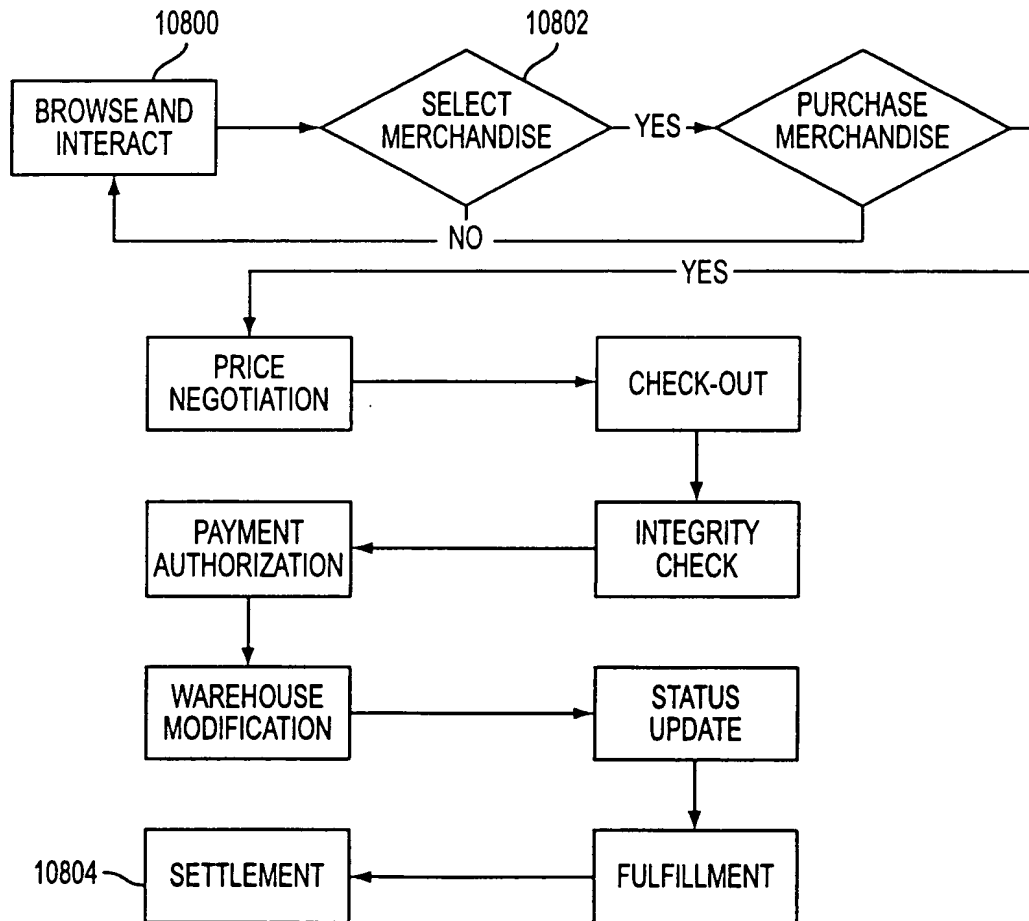 10800
10802
BROWSE AND
INTERACT
SELECT
MERCHANDISE
YES
PURCHASE
MERCHANDISE
NO
YES
PRICE
NEGOTIATION
CHECK-OUT
PAYMENT
AUTHORIZATION
INTEGRITY
CHECK
WAREHOUSE
MODIFICATION
STATUS
UPDATE
10804
SETTLEMENT
FULFILLMENT